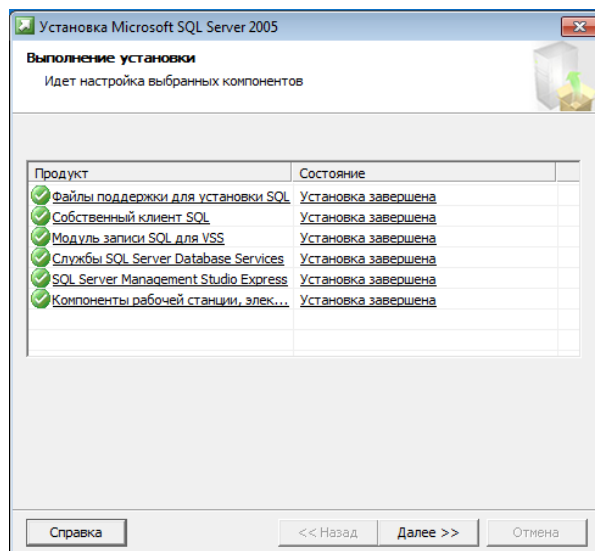 Установка Microsoft SQL Server 2005
Выполнение установки
Идет настройка выбранных компонентов
Продукт Состояние
Файлы поддержки для установки SQL Установка завершена
Собственный клиент SQL Установка завершена
Модуль записи SQL для VSS Установка завершена
Службы SQL Server Database Services Установка завершена
SQL Server Management Studio Express Установка завершена
Компоненты рабочей станции, элек... Установка завершена
Справка << Назад Далее >> Отмена